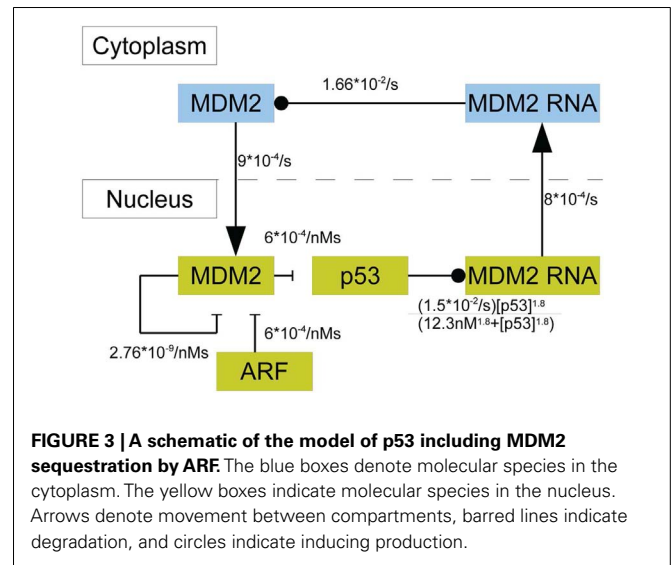 Cytoplasm
1.66*10⁻²/s
MDM2
MDM2 RNA
9*10⁻⁴/s
Nucleus
8*10⁻⁴/s
6*10⁻⁴/nMs
MDM2
p53
MDM2 RNA
(1.5*10⁻²/s)[p53]¹·⁸
(12.3nM¹·⁸+[p53]¹·⁸)
6*10⁻⁴/nMs
2.76*10⁻⁹/nMs
ARF
FIGURE 3 | A schematic of the model of p53 including MDM2
sequestration by ARF. The blue boxes denote molecular species in the
cytoplasm. The yellow boxes indicate molecular species in the nucleus.
Arrows denote movement between compartments, barred lines indicate
degradation, and circles indicate inducing production.